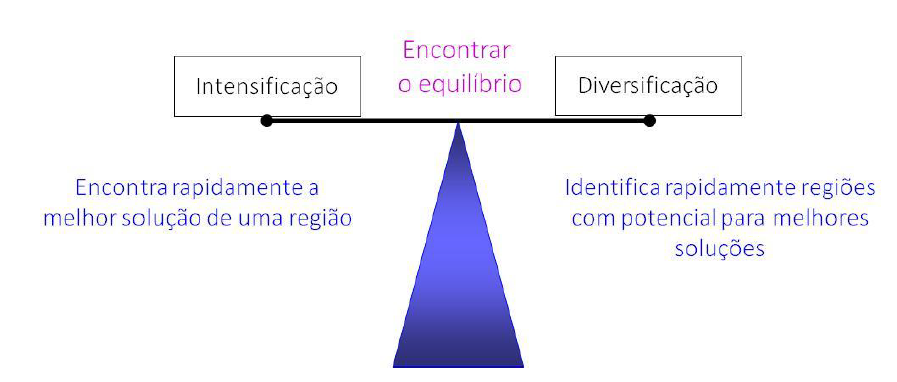 Encontrar
o equilíbrio
Intensificação
Diversificação
Encontra rapidamente a
melhor solução de uma região
Identifica rapidamente regiões
com potencial para melhores
soluções